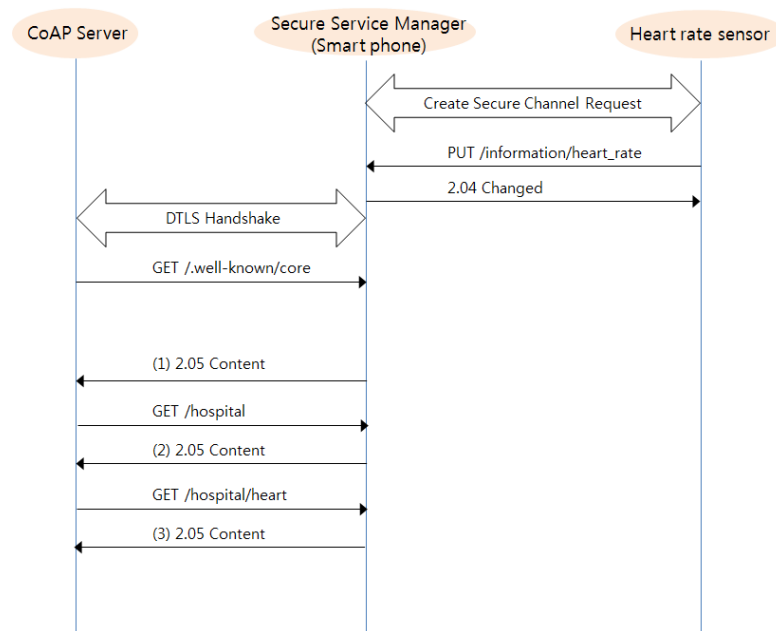 CoAP Server
Secure Service Manager
(Smart phone)
Heart rate sensor
Create Secure Channel Request
PUT /information/heart_rate
2.04 Changed
DTLS Handshake
GET /.well-known/core
(1) 2.05 Content
GET /hospital
(2) 2.05 Content
GET /hospital/heart
(3) 2.05 Content